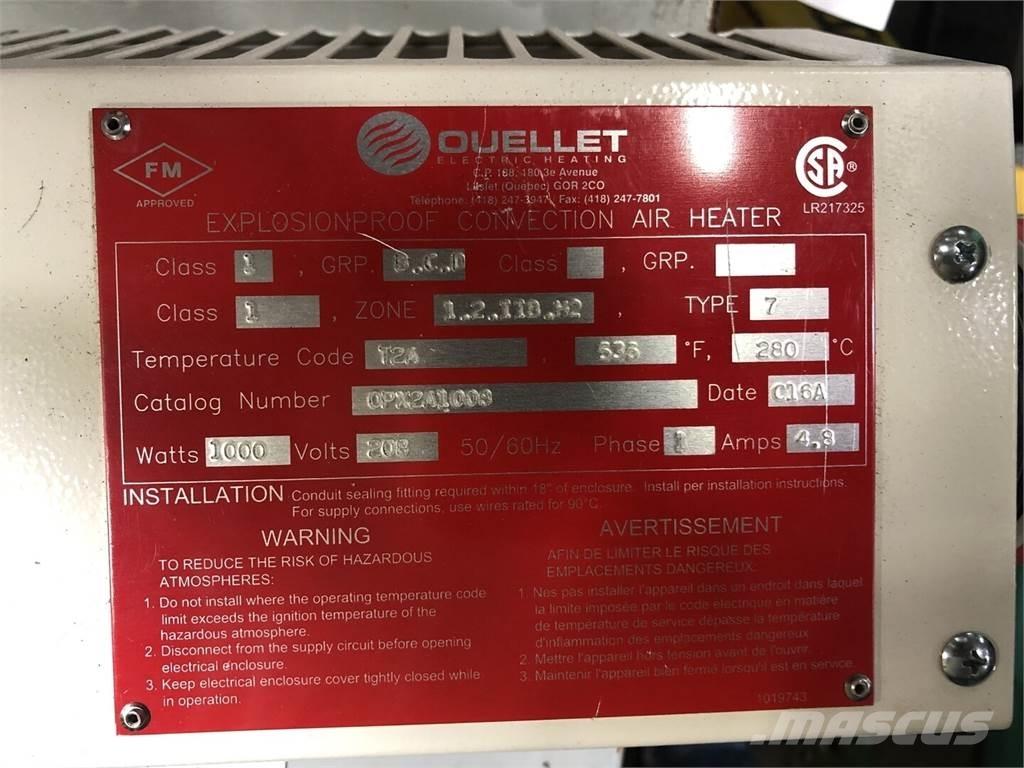 OUELLET
ELECTRIC HEATING
C.P. 188, 180 3e Avenue
L'Islet (Québec) G0R 2C0
Téléphone: (418) 247-3947, Fax: (418) 247-7801
FM
APPROVED
SA ®
LR217325
EXPLOSIONPROOF CONVECTION AIR HEATER
Class 1 , GRP. B.C.D Class , GRP.
Class 1 , ZONE 1.2.IIB.H2 , TYPE 7
Temperature Code T2A , 536 °F, 280 °C
Catalog Number OPX2A1008 Date C16A
Watts 1000 Volts 208 50/60Hz Phase 1 Amps 4.8
INSTALLATION Conduit sealing fitting required within 18" of enclosure. Install per installation instructions.
For supply connections, use wires rated for 90°C.
WARNING
TO REDUCE THE RISK OF HAZARDOUS
ATMOSPHERES:
1. Do not install where the operating temperature code
limit exceeds the ignition temperature of the
hazardous atmosphere.
2. Disconnect from the supply circuit before opening
electrical enclosure.
3. Keep electrical enclosure cover tightly closed while
in operation.
AVERTISSEMENT
AFIN DE LIMITER LE RISQUE DES
EMPLACEMENTS DANGEREUX:
1. Nes pas installer l'appareil dans un endroit dans laquel
la limite imposée par le code électrique en matière
de température de service dépasse la température
d'inflammation des emplacements dangereux
2. Mettre l'appareil hors tension avant de l'ouvrir.
3. Maintenir l'appareil bien fermé lorsqu'il est en service.
1019743
MASCUS